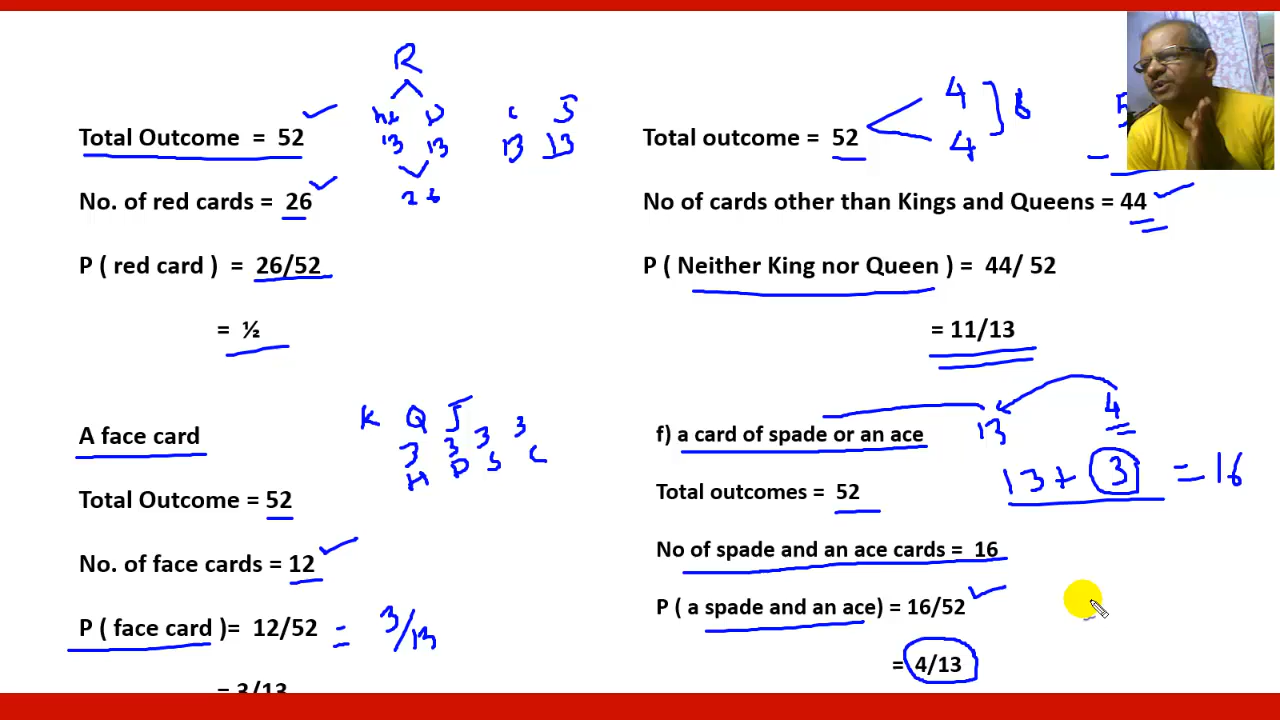 R
D C S
13 13 13 13
26
Total Outcome = 52
No. of red cards = 26
P ( red card ) = 26/52
= ½
K Q J
3 3 3 3
H D S C
A face card
Total Outcome = 52
No. of face cards = 12
P ( face card )= 12/52 = 3/13
= 3/13
4
4
8
5
Total outcome = 52
No of cards other than Kings and Queens = 44
P ( Neither King nor Queen ) = 44/ 52
= 11/13
4
13
f) a card of spade or an ace
13 + 3 = 16
Total outcomes = 52
No of spade and an ace cards = 16
P ( a spade and an ace) = 16/52
= 4/13